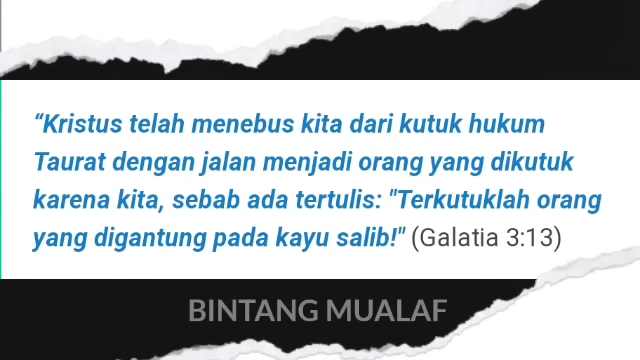 “Kristus telah menebus kita dari kutuk hukum
Taurat dengan jalan menjadi orang yang dikutuk
karena kita, sebab ada tertulis: "Terkutuklah orang
yang digantung pada kayu salib!" (Galatia 3:13)
BINTANG MUALAF